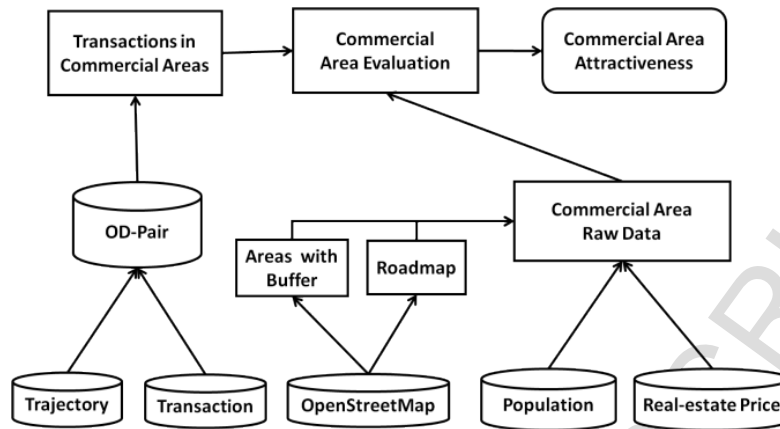 Transactions in
Commercial Areas
Commercial
Area Evaluation
Commercial Area
Attractiveness
OD-Pair
Areas with
Buffer
Roadmap
Commercial Area
Raw Data
Trajectory
Transaction
OpenStreetMap
Population
Real-estate Price